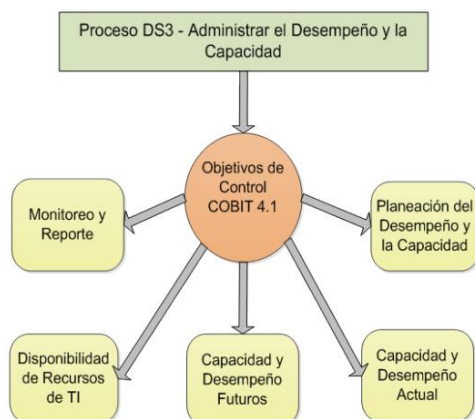 Proceso DS3 - Administrar el Desempeño y la
Capacidad
Objetivos de
Control
COBIT 4.1
Monitoreo y
Reporte
Planeación del
Desempeño y
la Capacidad
Disponibilidad
de Recursos
de TI
Capacidad y
Desempeño
Futuros
Capacidad y
Desempeño
Actual